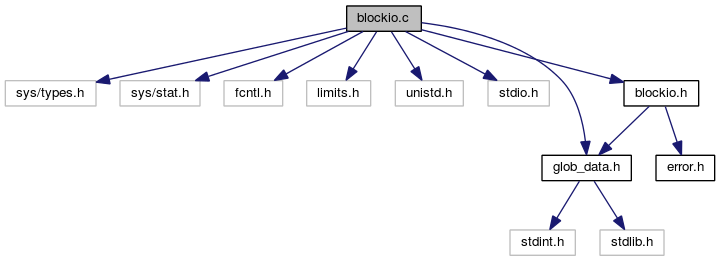 blockio.c
sys/types.h
sys/stat.h
fcntl.h
limits.h
unistd.h
stdio.h
blockio.h
glob_data.h
error.h
stdint.h
stdlib.h